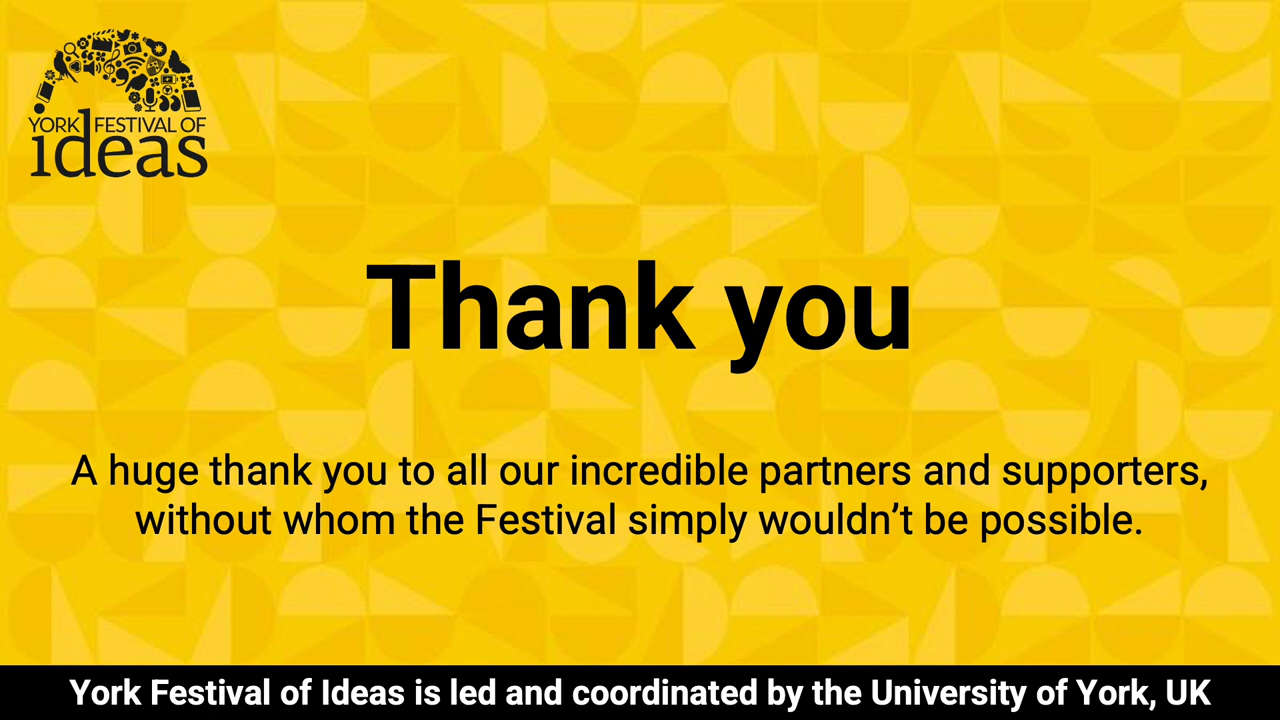 YORK FESTIVAL OF
ideas
Thank you
A huge thank you to all our incredible partners and supporters,
without whom the Festival simply wouldn’t be possible.
York Festival of Ideas is led and coordinated by the University of York, UK